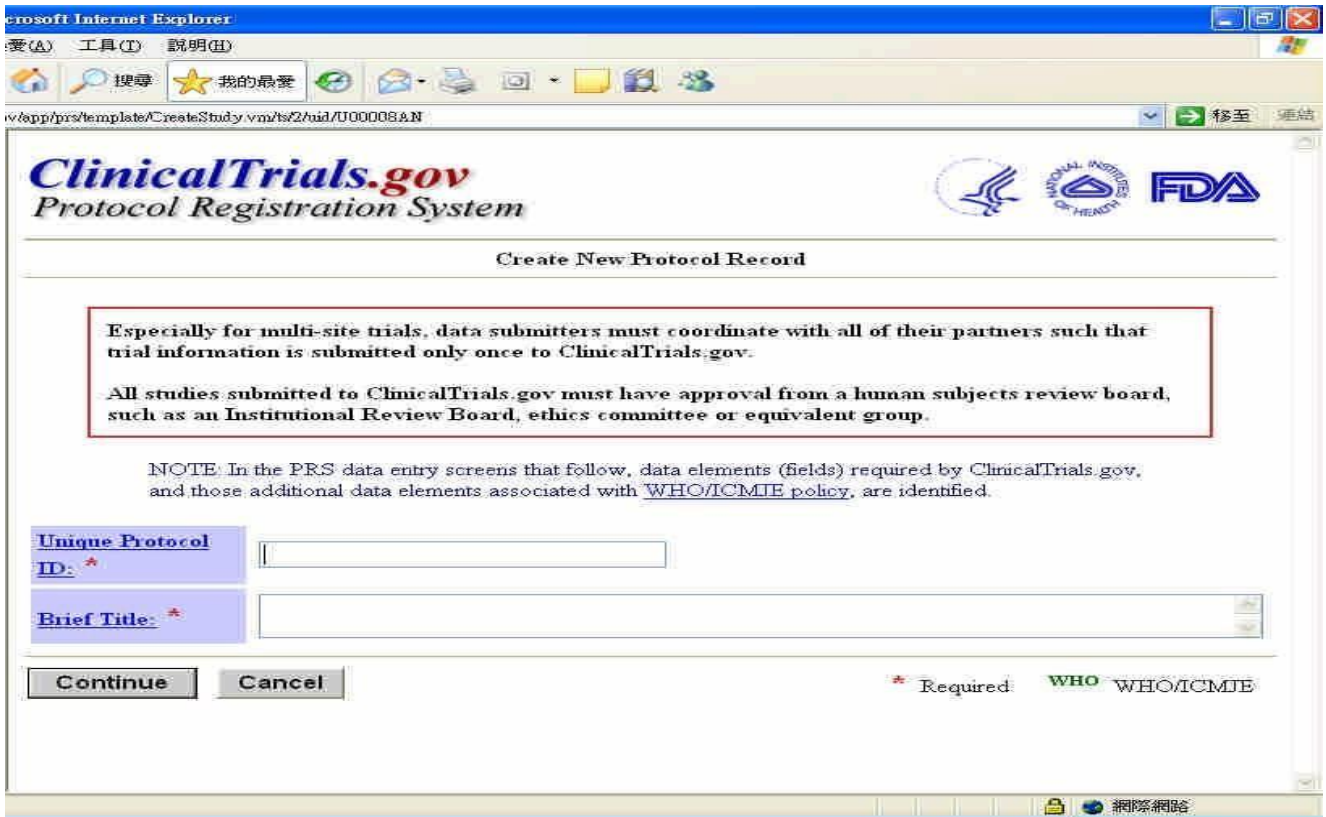 crosoft Internet Explorer
愛(A) 工具(T) 說明(H)
搜尋 我的最愛
v/app/prs/template/CreateStudy.vm/ts/2/uid/U00008AN 移至 連結
ClinicalTrials.gov
Protocol Registration System
NATIONAL INSTITUTES OF HEALTH
FDA
Create New Protocol Record
Especially for multi-site trials, data submitters must coordinate with all of their partners such that
trial information is submitted only once to ClinicalTrials.gov.
All studies submitted to ClinicalTrials.gov must have approval from a human subjects review board,
such as an Institutional Review Board, ethics committee or equivalent group.
NOTE: In the PRS data entry screens that follow, data elements (fields) required by ClinicalTrials.gov,
and those additional data elements associated with WHO/ICMJE policy, are identified.
Unique Protocol
ID: *
Brief Title: *
Continue Cancel * Required WHO WHO/ICMJE
網際網路